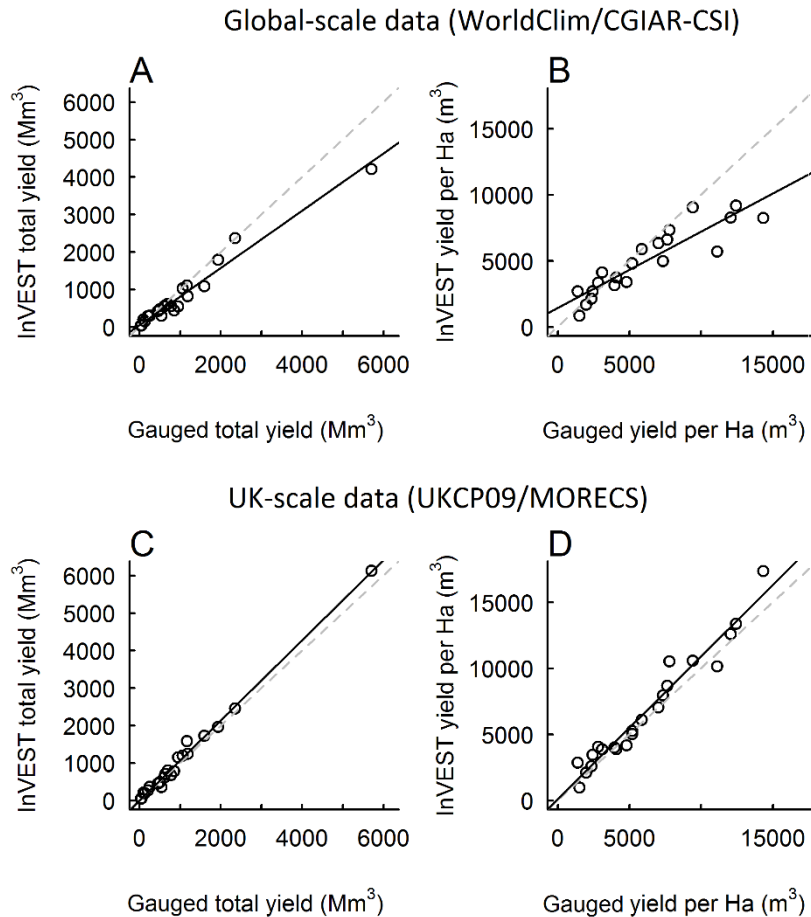 Global-scale data (WorldClim/CGIAR-CSI)
A
B
InVEST total yield (Mm³)
6000
5000
4000
3000
2000
1000
0
0
2000
4000
6000
Gauged total yield (Mm³)
InVEST yield per Ha (m³)
15000
10000
5000
0
0
5000
15000
Gauged yield per Ha (m³)
UK-scale data (UKCP09/MORECS)
C
D
InVEST total yield (Mm³)
6000
5000
4000
3000
2000
1000
0
0
2000
4000
6000
Gauged total yield (Mm³)
InVEST yield per Ha (m³)
15000
10000
5000
0
0
5000
15000
Gauged yield per Ha (m³)